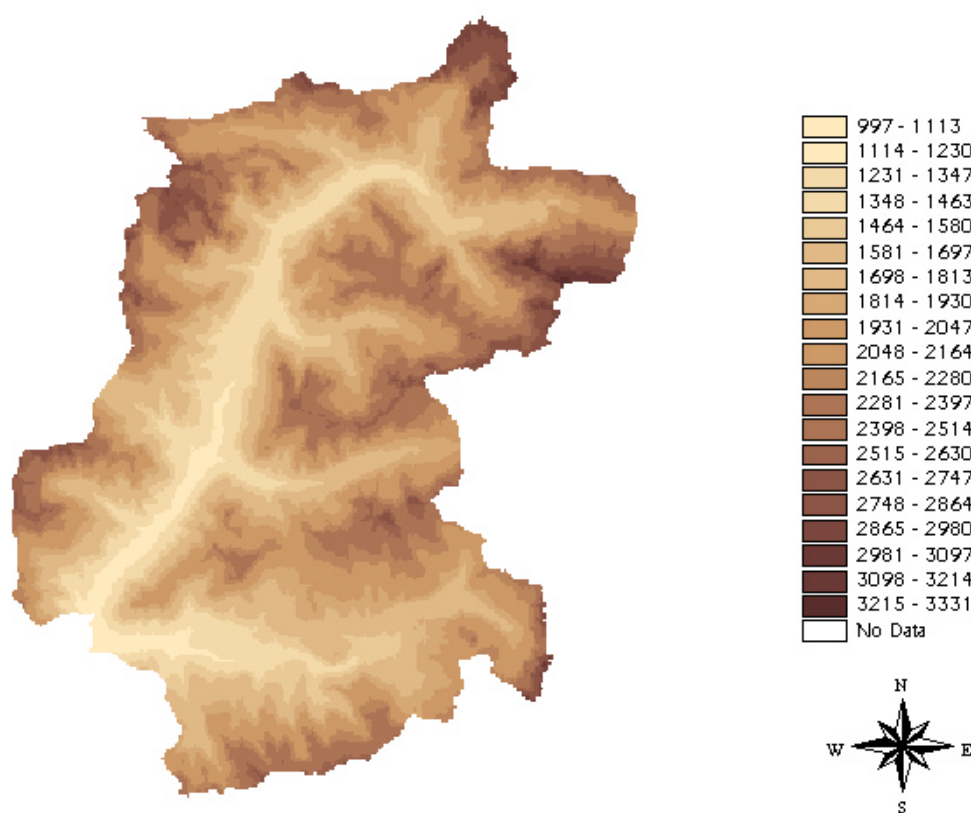 997 - 1113
1114 - 1230
1231 - 1347
1348 - 1463
1464 - 1580
1581 - 1697
1698 - 1813
1814 - 1930
1931 - 2047
2048 - 2164
2165 - 2280
2281 - 2397
2398 - 2514
2515 - 2630
2631 - 2747
2748 - 2864
2865 - 2980
2981 - 3097
3098 - 3214
3215 - 3331
No Data
N
W E
S